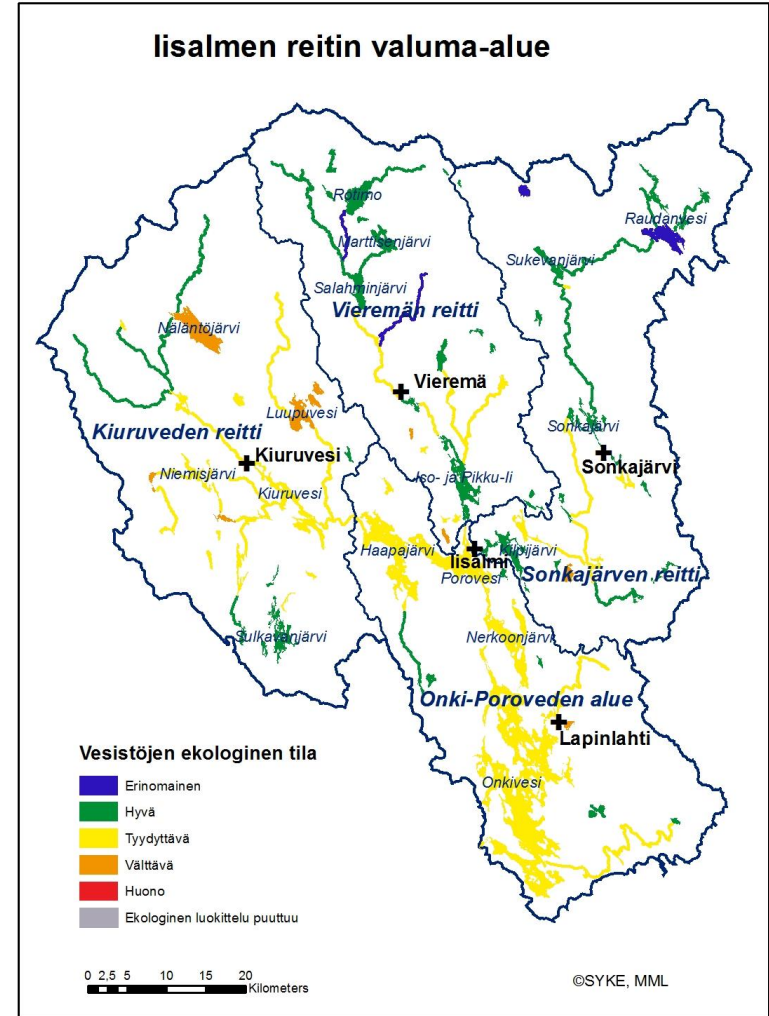 Iisalmen reitin valuma-alue
Rotimo
Raudanvesi
Marttisenjärvi
Sukevanjärvi
Salahminjärvi
Vieremän reitti
Näläntöjärvi
Vieremä
Luupuvesi
Sonkajärvi
Kiuruveden reitti
Kiuruvesi
Sonkajärvi
Niemisjärvi
Iso- ja Pikku-Ii
Kiuruvesi
Haapajärvi
Kilpijärvi
Iisalmi
Porovesi
Sonkajärven reitti
Sulkavanjärvi
Nerkoonjärvi
Onki-Poroveden alue
Lapinlahti
Onkivesi
Vesistöjen ekologinen tila
Erinomainen
Hyvä
Tyydyttävä
Välttävä
Huono
Ekologinen luokittelu puuttuu
0 2,5 5 10 15 20
Kilometers
©SYKE, MML